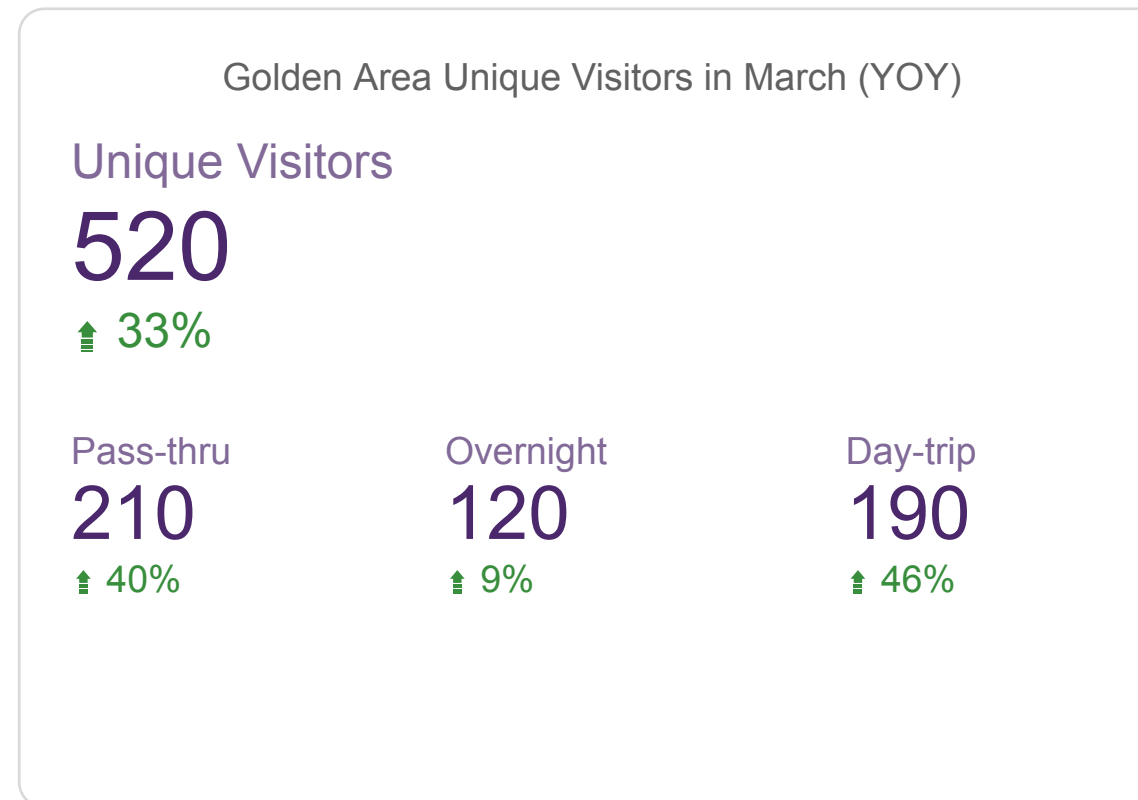 Golden Area Unique Visitors in March (YOY)
Unique Visitors
520
33%
Pass-thru Overnight Day-trip
210 120 190
40% 9% 46%